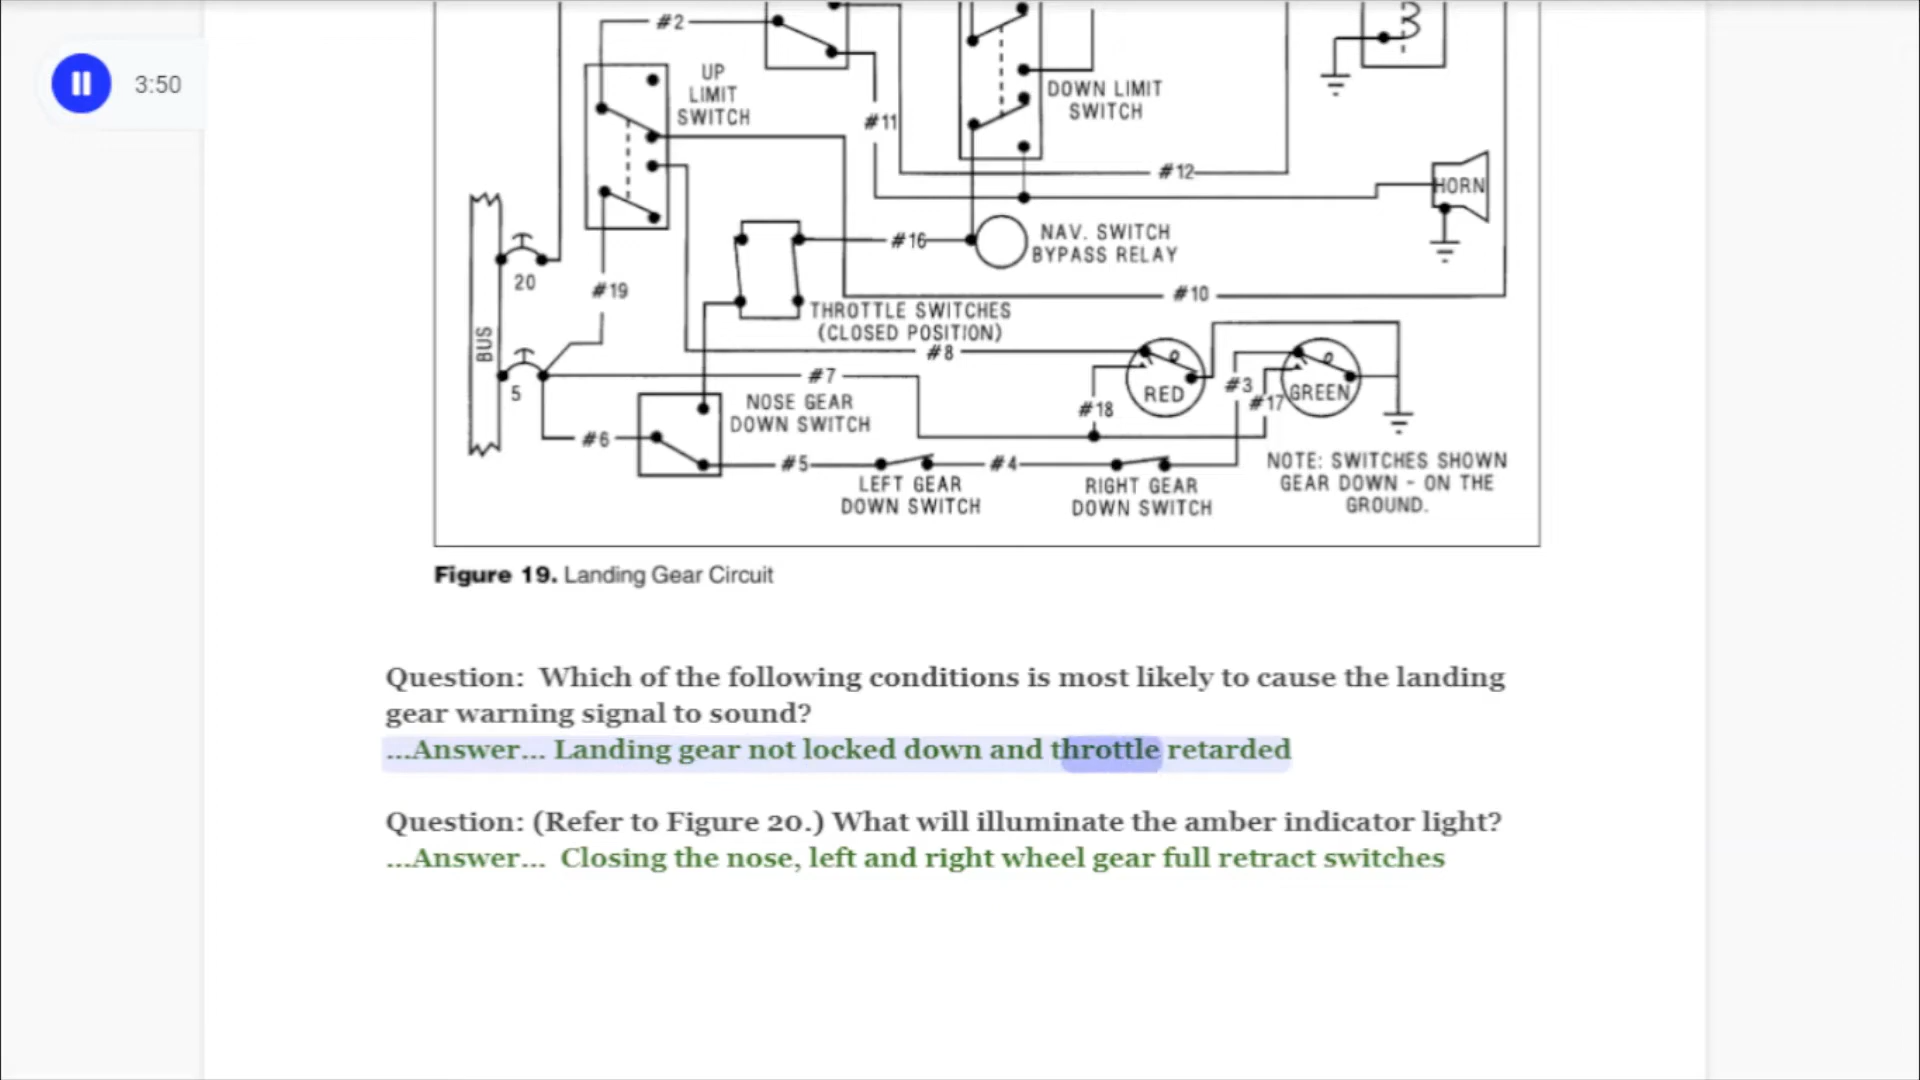 3:50
#2
UP
LIMIT
SWITCH
DOWN LIMIT
SWITCH
#11
#12
HORN
NAV. SWITCH
BYPASS RELAY
#16
20
#19
#10
THROTTLE SWITCHES
(CLOSED POSITION)
BUS
#8
#7
5
NOSE GEAR
DOWN SWITCH
RED
#3
GREEN
#18
#17
#6
#5
#4
LEFT GEAR
DOWN SWITCH
RIGHT GEAR
DOWN SWITCH
NOTE: SWITCHES SHOWN
GEAR DOWN - ON THE
GROUND.
Figure 19. Landing Gear Circuit
Question: Which of the following conditions is most likely to cause the landing
gear warning signal to sound?
...Answer... Landing gear not locked down and throttle retarded
Question: (Refer to Figure 20.) What will illuminate the amber indicator light?
...Answer... Closing the nose, left and right wheel gear full retract switches